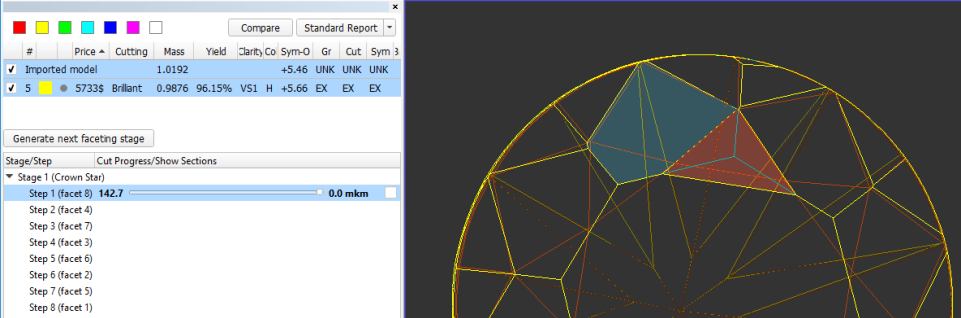 Compare Standard Report
# Price Cutting Mass Yield Clarity Co Sym-O Gr Cut Sym
Imported model 1.0192 +5.46 UNK UNK UNK
5 5733$ Brilliant 0.9876 96.15% VS1 H +5.66 EX EX EX
Generate next faceting stage
Stage/Step Cut Progress/Show Sections
Stage 1 (Crown Star)
Step 1 (facet 8) 142.7 0.0 mkm
Step 2 (facet 4)
Step 3 (facet 7)
Step 4 (facet 3)
Step 5 (facet 6)
Step 6 (facet 2)
Step 7 (facet 5)
Step 8 (facet 1)